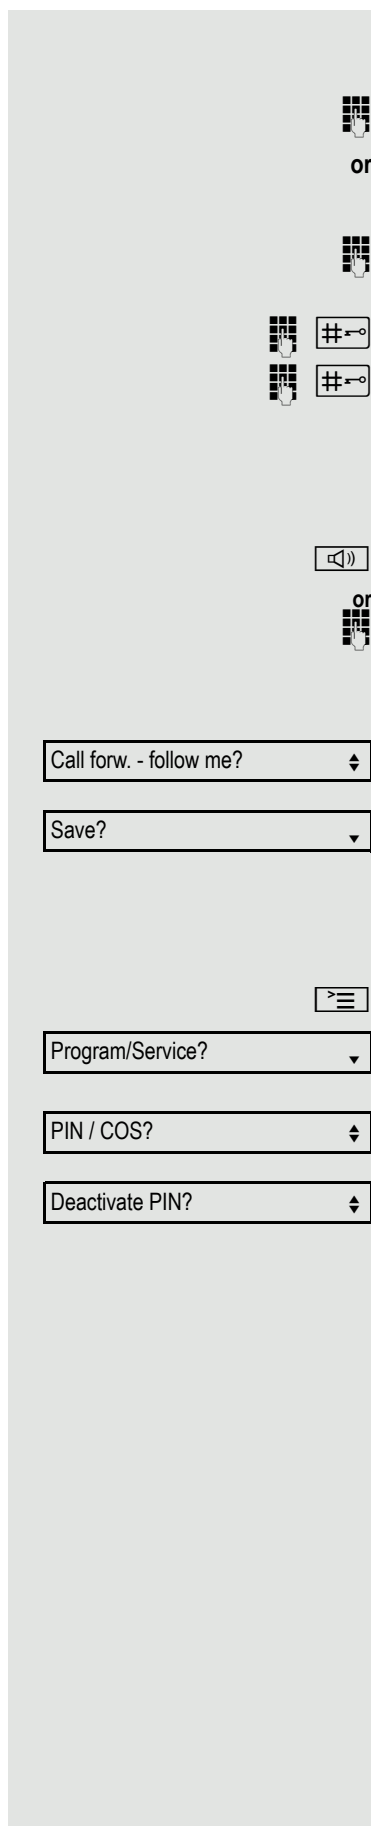 or
#
#
or
Call forw. - follow me?
Save?
Program/Service?
PIN / COS?
Deactivate PIN?